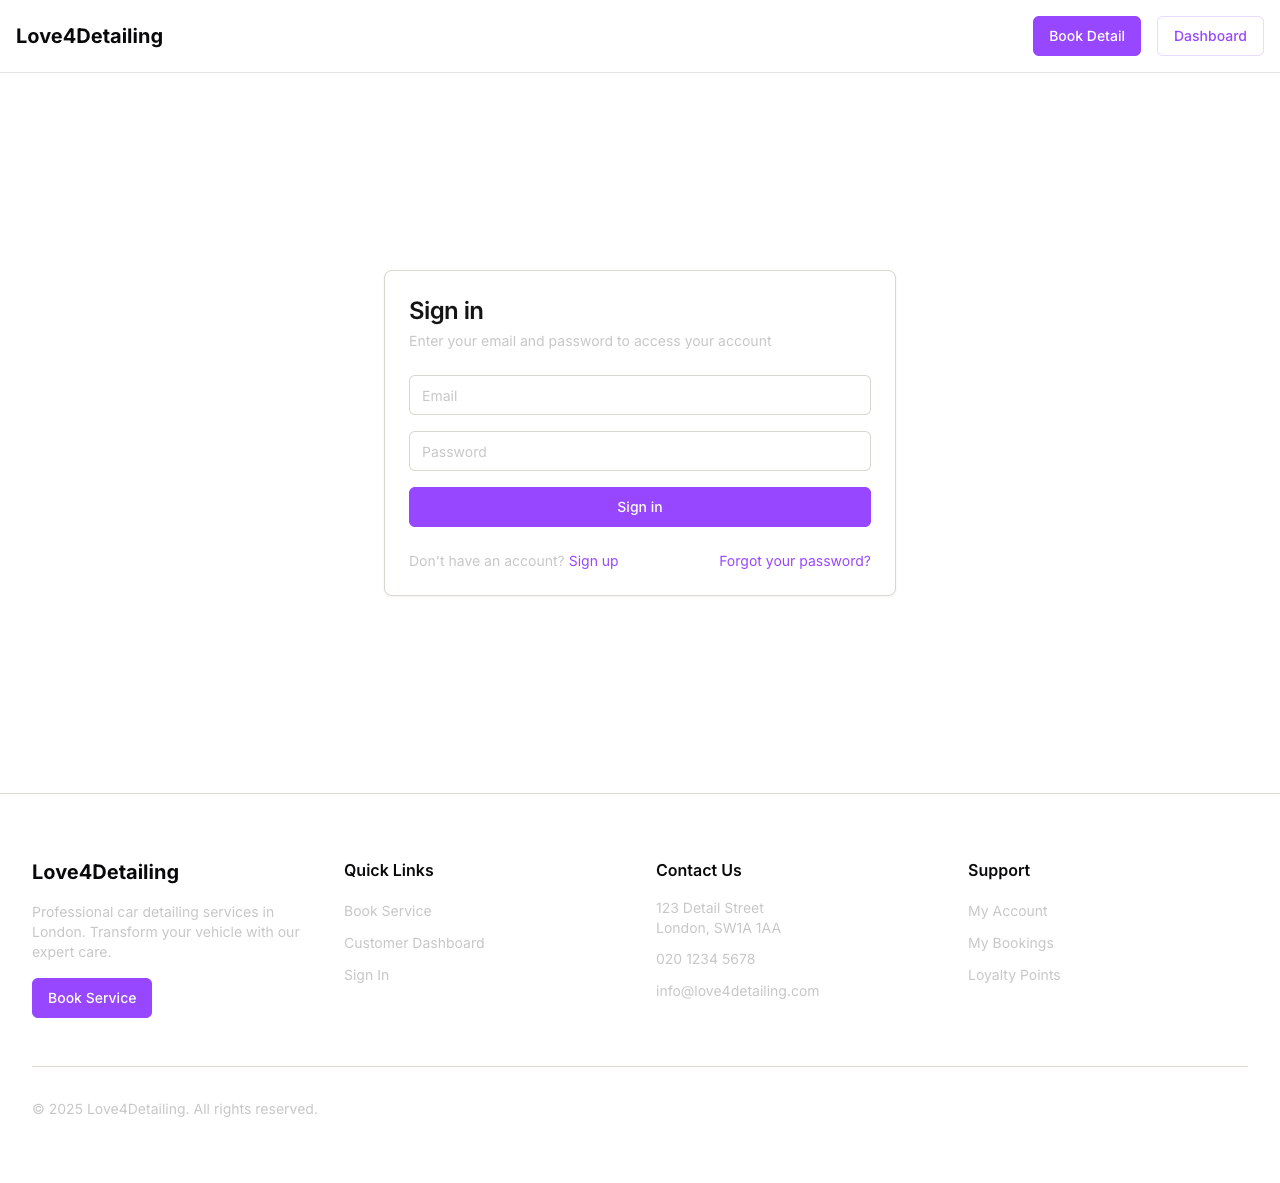 Love4Detailing
Book Detail
Dashboard
Sign in
Enter your email and password to access your account
Email
Password
Sign in
Don't have an account? Sign up
Forgot your password?
Love4Detailing
Professional car detailing services in
London. Transform your vehicle with our
expert care.
Book Service
Quick Links
Book Service
Customer Dashboard
Sign In
Contact Us
123 Detail Street
London, SW1A 1AA
020 1234 5678
info@love4detailing.com
Support
My Account
My Bookings
Loyalty Points
© 2025 Love4Detailing. All rights reserved.